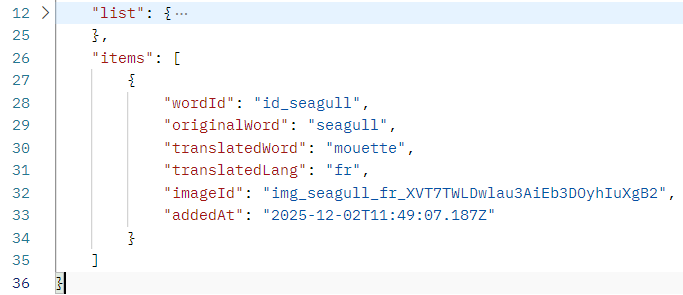 12 > "list": {...
25 },
26 "items": [
27 {
28 "wordId": "id_seagull",
29 "originalWord": "seagull",
30 "translatedWord": "mouette",
31 "translatedLang": "fr",
32 "imageId": "img_seagull_fr_XVT7TWLDwlau3AiEb3DOyhIuXgB2",
33 "addedAt": "2025-12-02T11:49:07.187Z"
34 }
35 ]
36 }